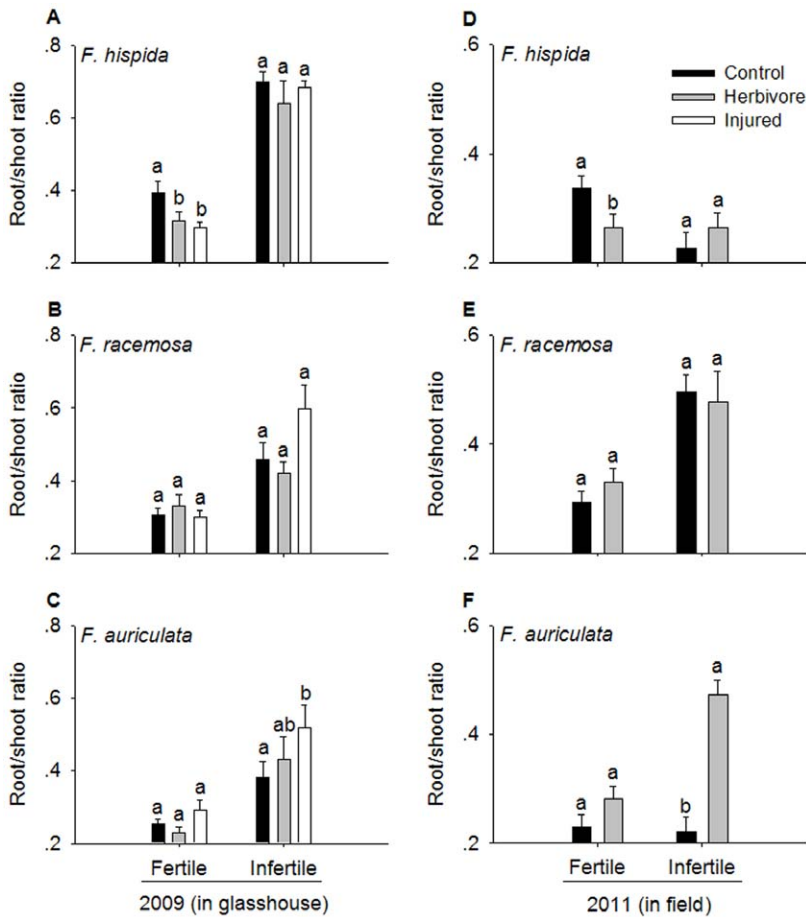 A
F. hispida
Root/shoot ratio
.8
.6
.4
.2
a
b
b
a
a
a
D
F. hispida
Root/shoot ratio
.6
.4
.2
Control
Herbivore
Injured
a
b
a
a
B
F. racemosa
Root/shoot ratio
.8
.6
.4
.2
a
a
a
a
a
a
E
F. racemosa
Root/shoot ratio
.6
.4
.2
a
a
a
a
C
F. auriculata
Root/shoot ratio
.8
.6
.4
.2
a
a
a
a
ab
b
Fertile
Infertile
2009 (in glasshouse)
F
F. auriculata
Root/shoot ratio
.6
.4
.2
a
a
b
a
Fertile
Infertile
2011 (in field)